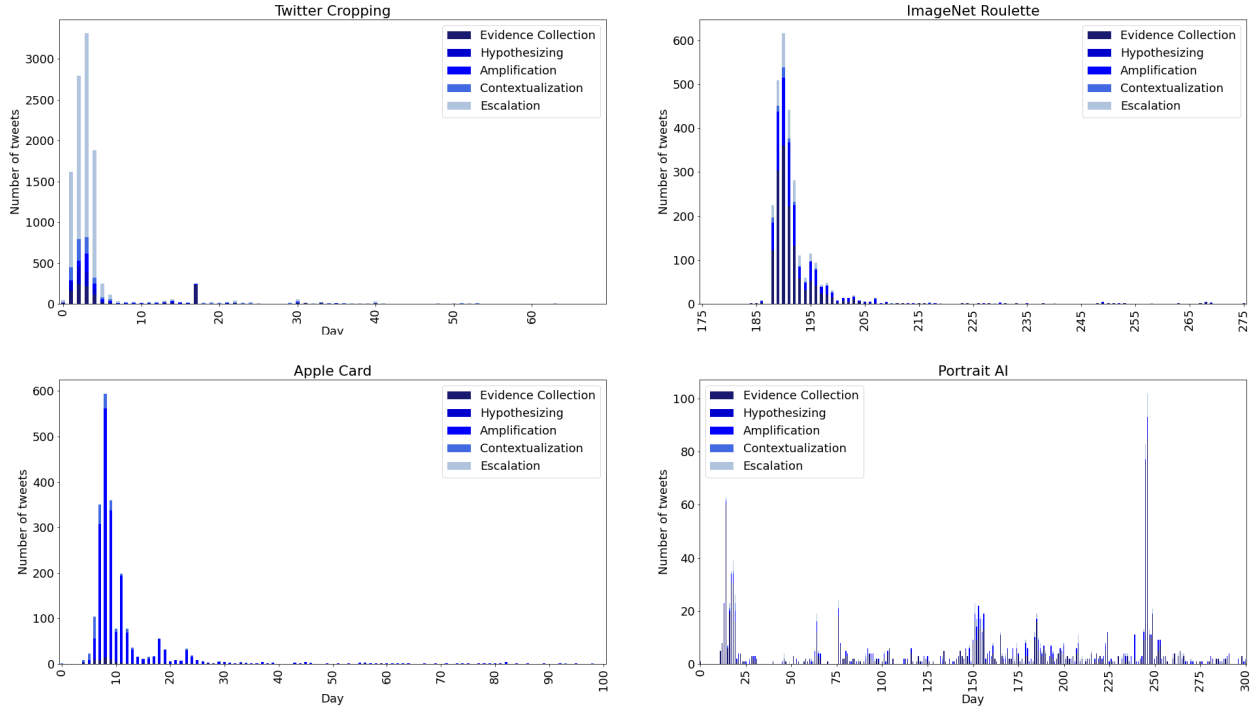 Twitter Cropping
Number of tweets
3000
2500
2000
1500
1000
500
0
Evidence Collection
Hypothesizing
Amplification
Contextualization
Escalation
0 10 20 30 40 50 60
Day
ImageNet Roulette
Number of tweets
600
500
400
300
200
100
0
Evidence Collection
Hypothesizing
Amplification
Contextualization
Escalation
175 185 195 205 215 225 235 245 255 265 275
Apple Card
Number of tweets
600
500
400
300
200
100
0
Evidence Collection
Hypothesizing
Amplification
Contextualization
Escalation
0 10 20 30 40 50 60 70 80 90 100
Day
Portrait AI
Number of tweets
100
80
60
40
20
0
Evidence Collection
Hypothesizing
Amplification
Contextualization
Escalation
0 25 50 75 100 125 150 175 200 225 250 275 300
Day